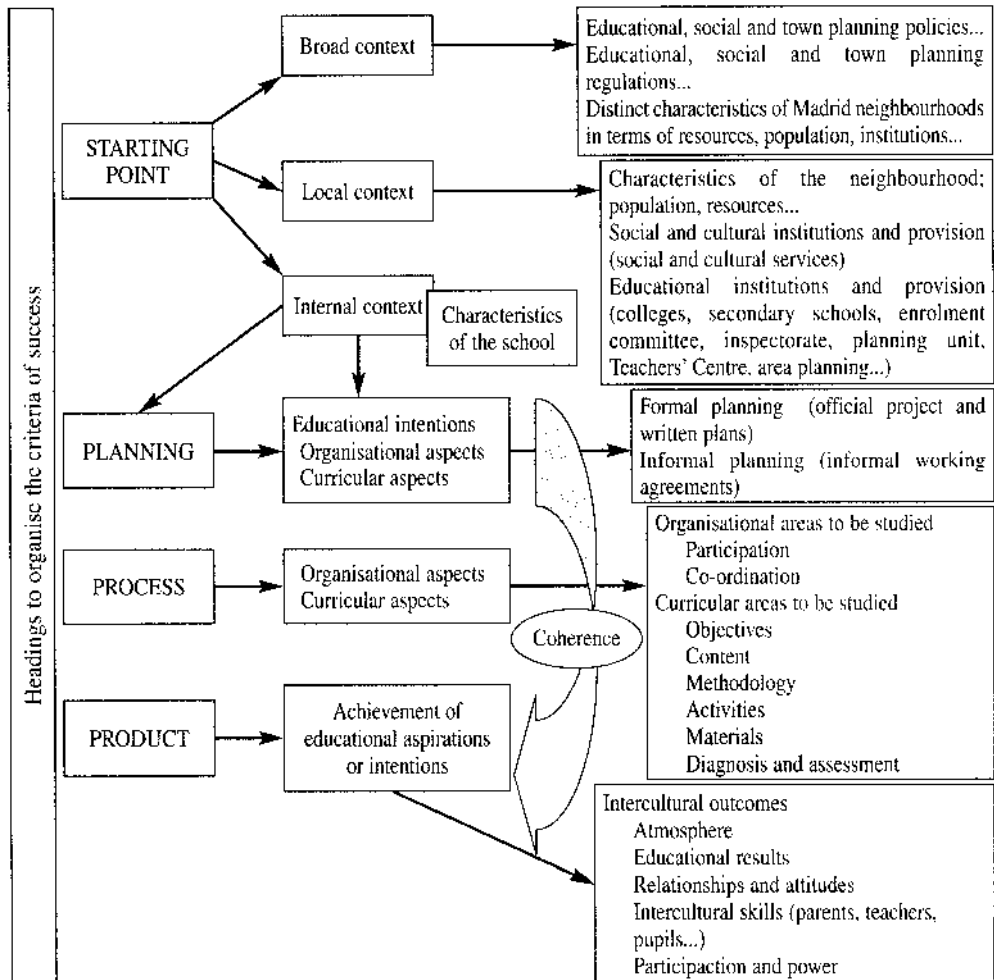 Headings to organise the criteria of success
STARTING
POINT
Broad context
Educational, social and town planning policies...
Educational, social and town planning
regulations...
Distinct characteristics of Madrid neighbourhoods
in terms of resources, population, institutions...
Local context
Characteristics of the neighbourhood;
population, resources...
Social and cultural institutions and provision
(social and cultural services)
Educational institutions and provision
(colleges, secondary schools, enrolment
committee, inspectorate, planning unit,
Teachers' Centre, area planning...)
Internal context
Characteristics
of the school
PLANNING
Educational intentions
Organisational aspects
Curricular aspects
Formal planning (official project and
written plans)
Informal planning (informal working
agreements)
PROCESS
Organisational aspects
Curricular aspects
Organisational areas to be studied
Participation
Co-ordination
Curricular areas to be studied
Objectives
Content
Methodology
Activities
Materials
Diagnosis and assessment
Coherence
PRODUCT
Achievement of
educational aspirations
or intentions
Intercultural outcomes
Atmosphere
Educational results
Relationships and attitudes
Intercultural skills (parents, teachers,
pupils...)
Participaction and power